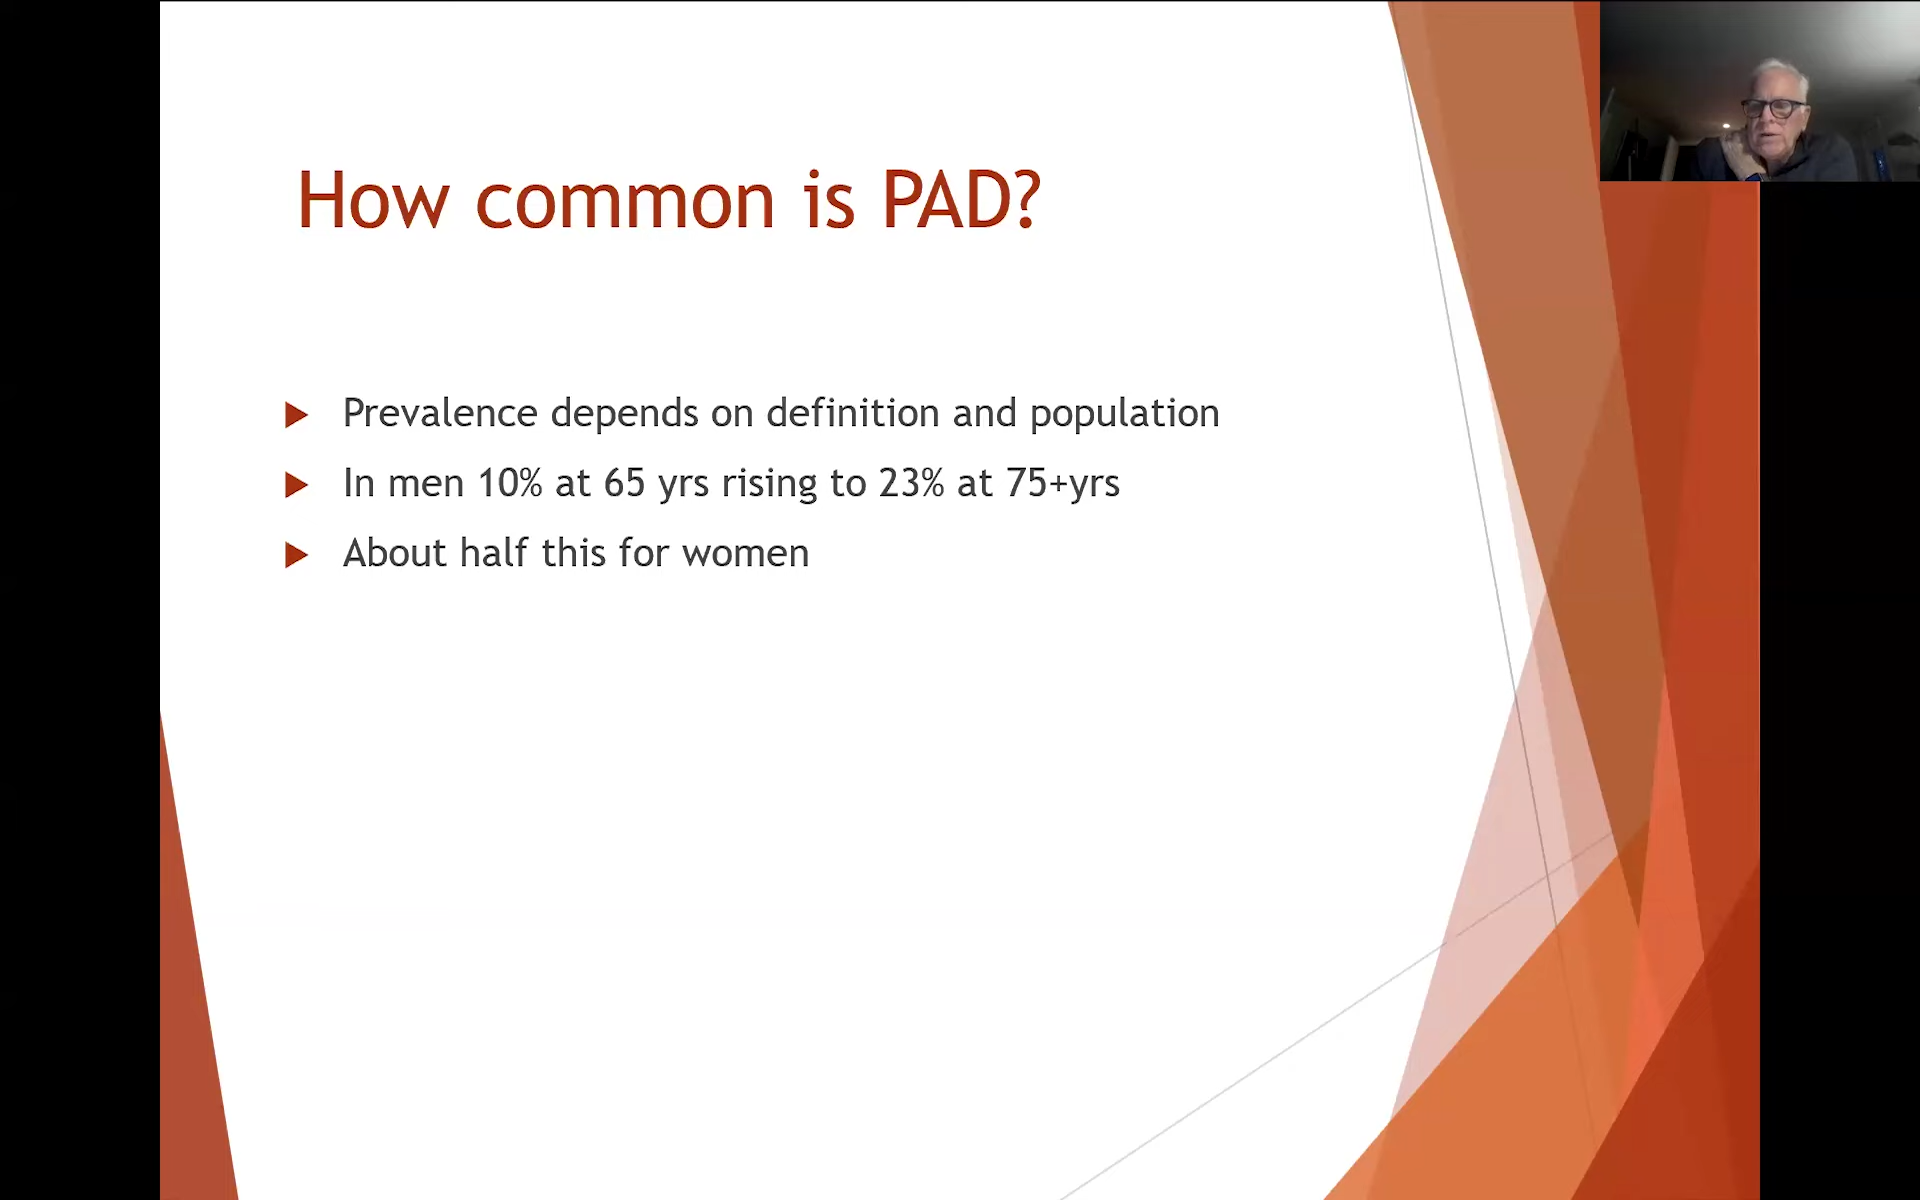 How common is PAD?
Prevalence depends on definition and population
In men 10% at 65 yrs rising to 23% at 75+yrs
About half this for women